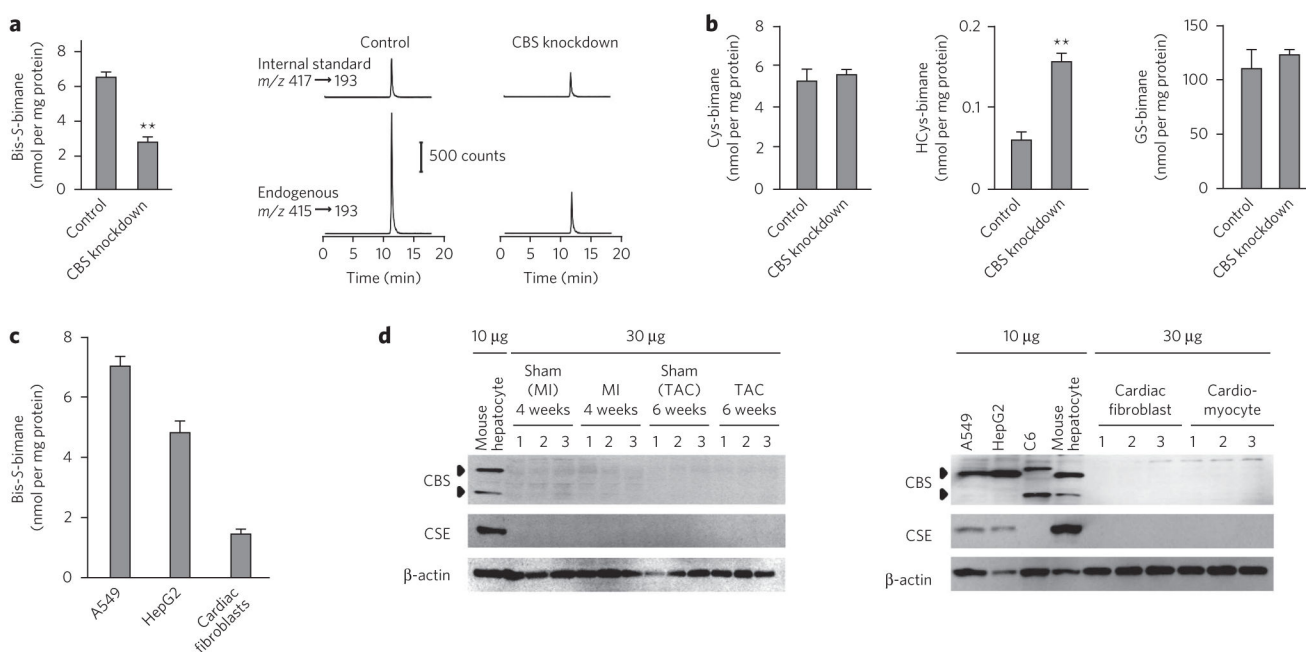 a
Bis-S-bimane
(nmol per mg protein)
8
6
4
2
0
Control
CBS knockdown
**
Control
CBS knockdown
Internal standard
m/z 417 → 193
500 counts
Endogenous
m/z 415 → 193
0 5 10 15 20
0 5 10 15 20
Time (min)
Time (min)
b
Cys-bimane
(nmol per mg protein)
8
6
4
2
0
Control
CBS knockdown
HCys-bimane
(nmol per mg protein)
0.2
0.1
0
**
Control
CBS knockdown
GS-bimane
(nmol per mg protein)
150
100
50
0
Control
CBS knockdown
c
Bis-S-bimane
(nmol per mg protein)
8
6
4
2
0
A549
HepG2
Cardiac
fibroblasts
d
10 μg
30 μg
Mouse
hepatocyte
Sham
(MI)
4 weeks
MI
4 weeks
Sham
(TAC)
6 weeks
TAC
6 weeks
1 2 3 1 2 3 1 2 3 1 2 3
CBS
CSE
β-actin
10 μg
30 μg
A549
HepG2
C6
Mouse
hepatocyte
Cardiac
fibroblast
Cardio-
myocyte
1 2 3 1 2 3
CBS
CSE
β-actin